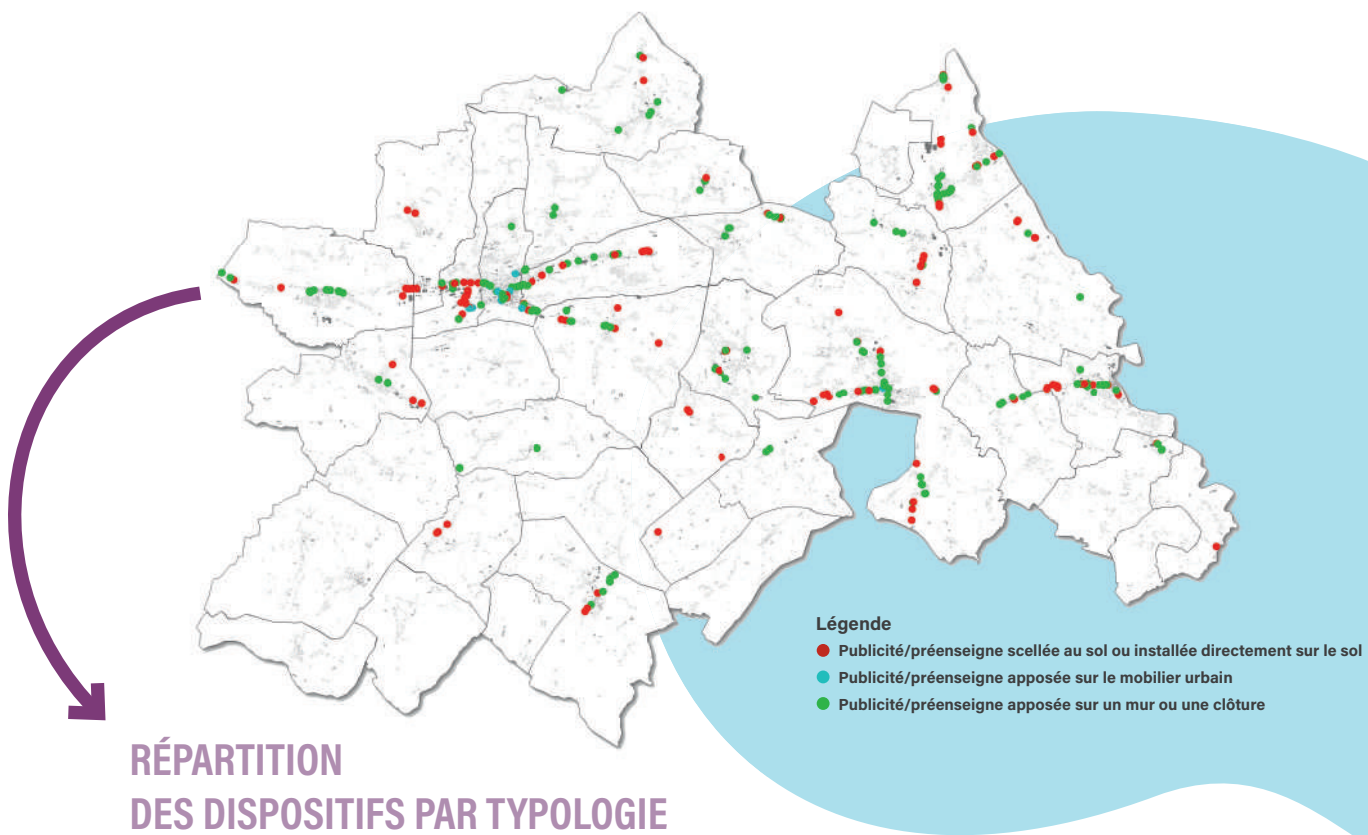 Légende
Publicité/préenseigne scellée au sol ou installée directement sur le sol
Publicité/préenseigne apposée sur le mobilier urbain
Publicité/préenseigne apposée sur un mur ou une clôture
RÉPARTITION
DES DISPOSITIFS PAR TYPOLOGIE